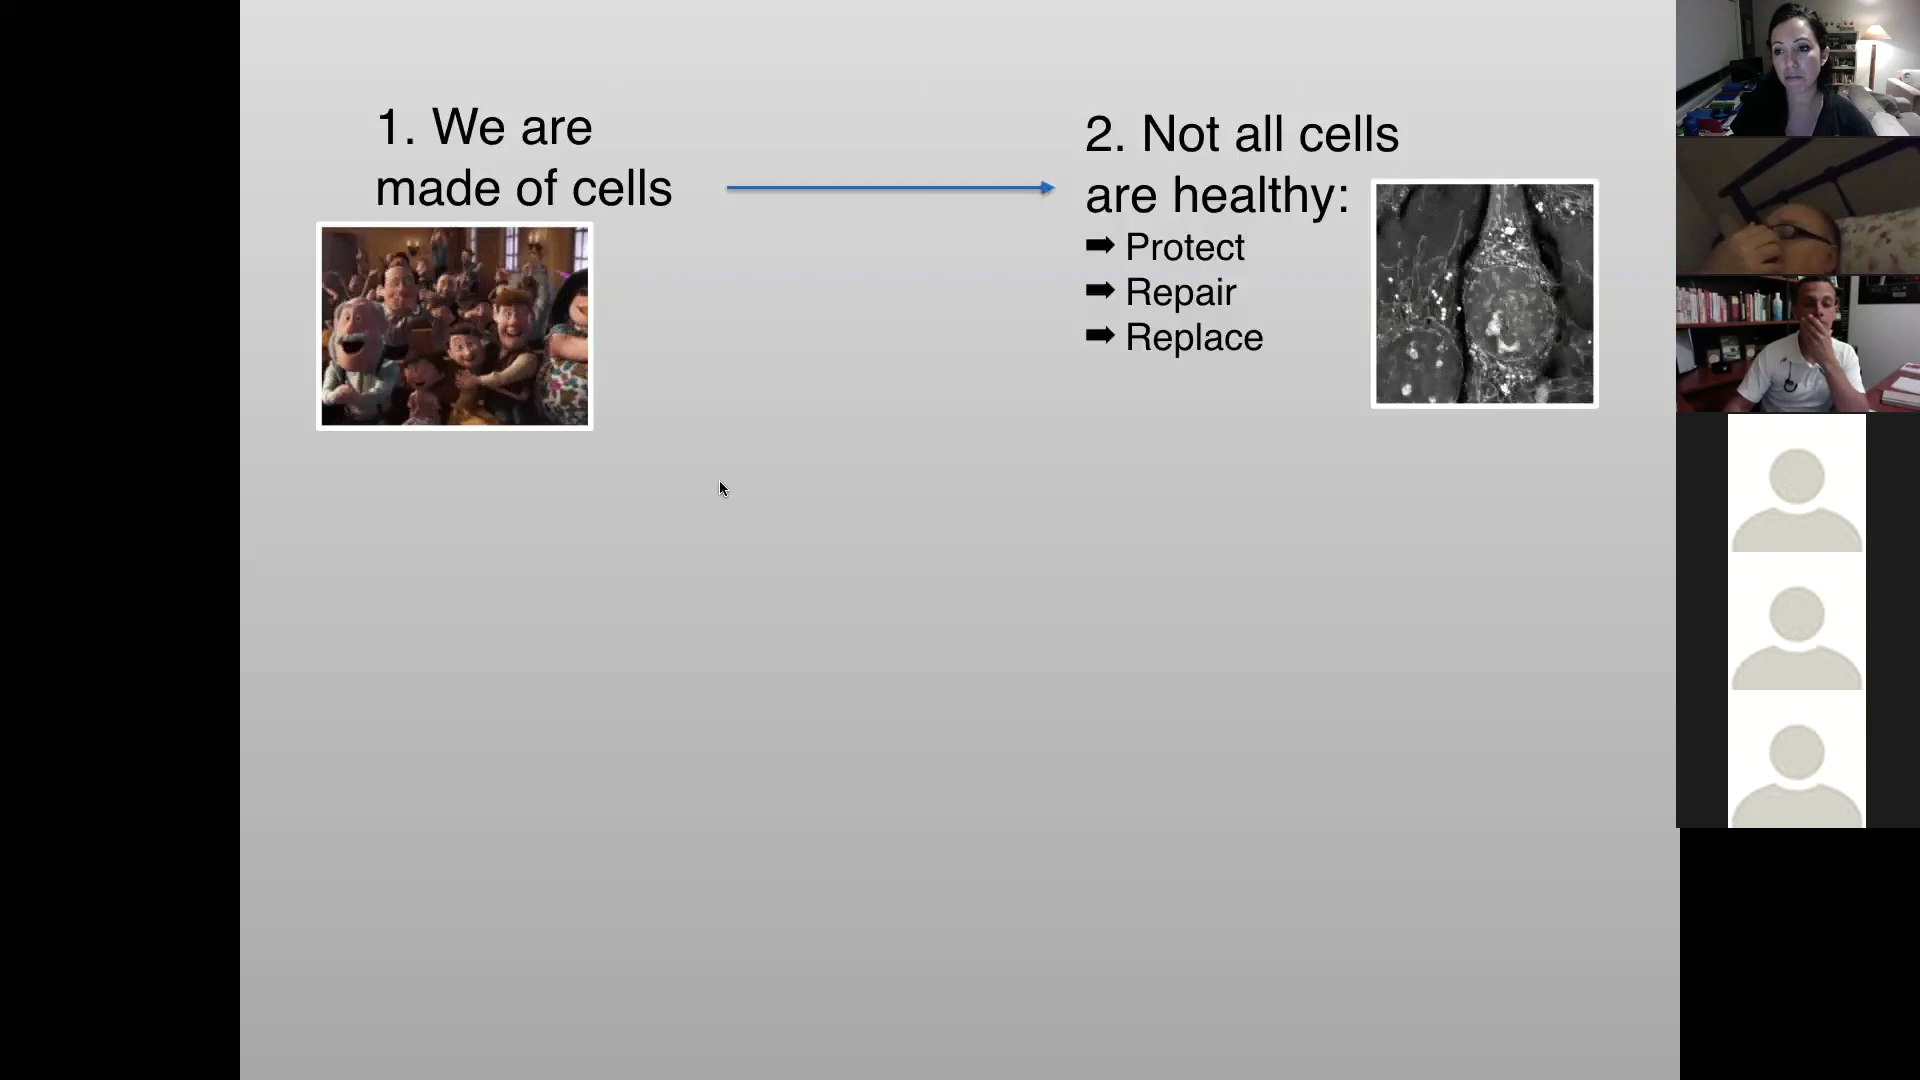 1. We are
made of cells
2. Not all cells
are healthy:
➡ Protect
➡ Repair
➡ Replace